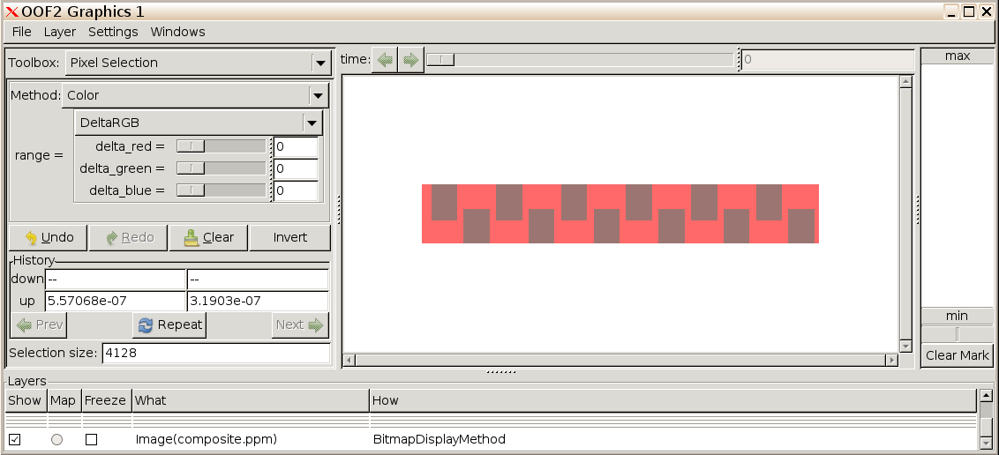 OOF2 Graphics 1
File Layer Settings Windows
Toolbox: Pixel Selection
time: 0
max
Method: Color
DeltaRGB
range =
delta_red = 0
delta_green = 0
delta_blue = 0
Undo Redo Clear Invert
History
down -- --
up 5.57068e-07 3.1903e-07
Prev Repeat Next
Selection size: 4128
min
Clear Mark
Layers
Show Map Freeze What How
Image(composite.ppm) BitmapDisplayMethod